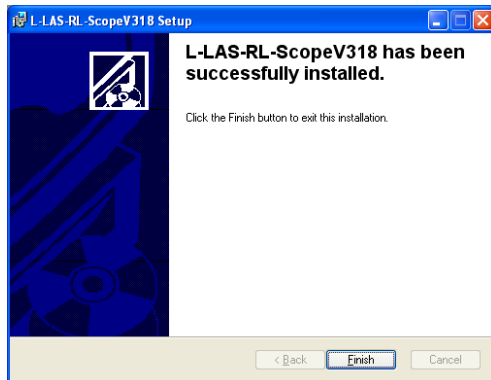 L-LAS-RL-ScopeV318 Setup
L-LAS-RL-ScopeV318 has been
successfully installed.
Click the Finish button to exit this installation.
< Back
Finish
Cancel